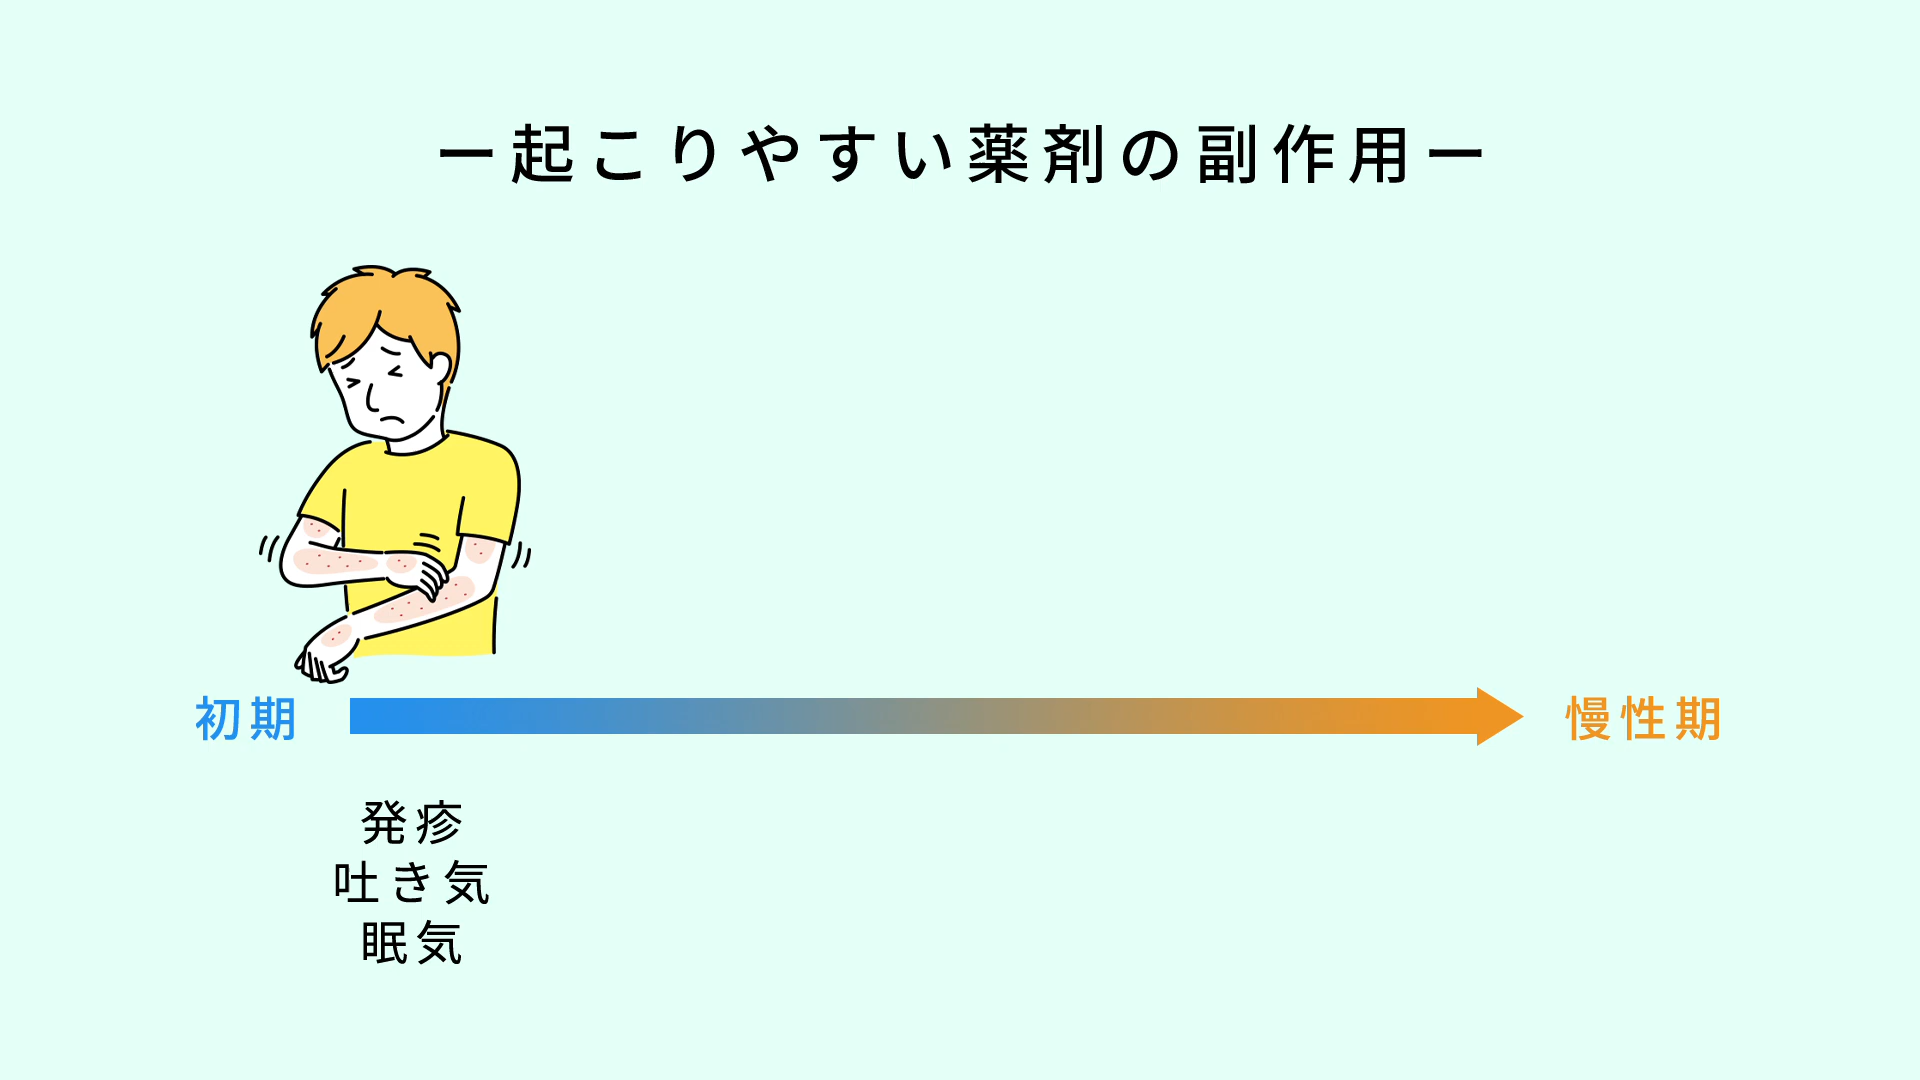 ー起こりやすい薬剤の副作用ー
初期
慢性期
発疹
吐き気
眠気